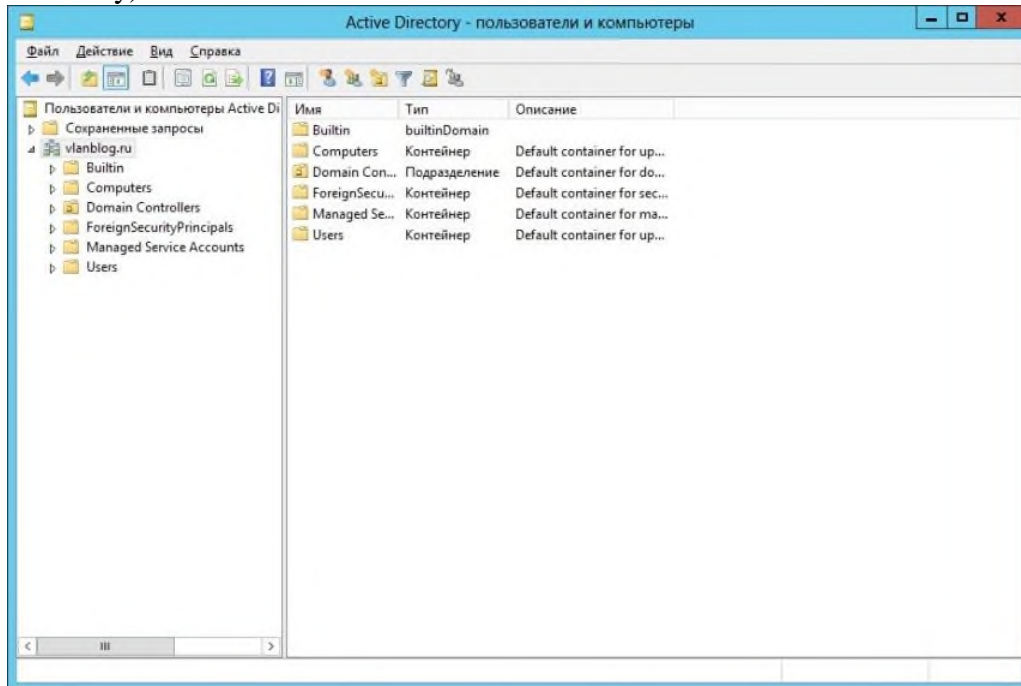 Active Directory - пользователи и компьютеры
Файл Действие Вид Справка
Пользователи и компьютеры Active Di
Сохраненные запросы
vlanblog.ru
Builtin
Computers
Domain Controllers
ForeignSecurityPrincipals
Managed Service Accounts
Users
Имя Тип Описание
Builtin builtinDomain
Computers Контейнер Default container for up...
Domain Con... Подразделение Default container for do...
ForeignSecu... Контейнер Default container for sec...
Managed Se... Контейнер Default container for ma...
Users Контейнер Default container for up...